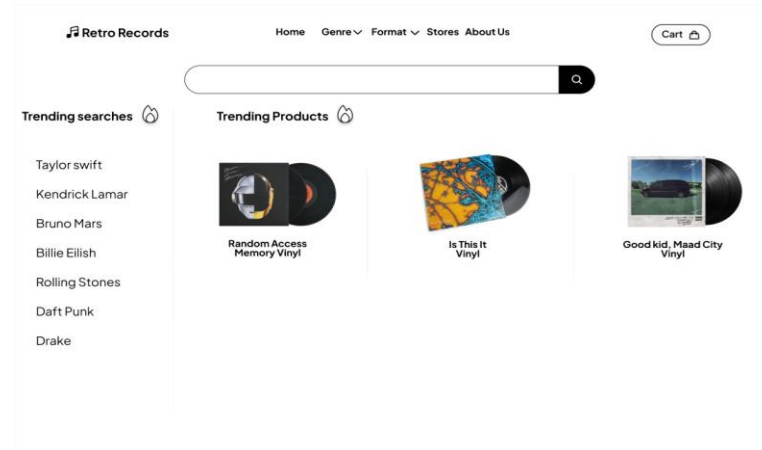 Retro Records
Home Genre Format Stores About Us
Cart
Trending searches
Trending Products
Taylor swift
Kendrick Lamar
Bruno Mars
Billie Eilish
Rolling Stones
Daft Punk
Drake
Random Access
Memory Vinyl
Is This It
Vinyl
Good kid, Maad City
Vinyl